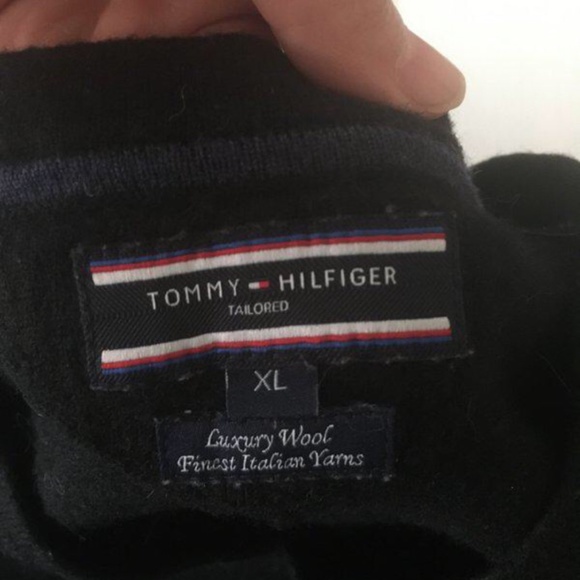 TOMMY HILFIGER
TAILORED
XL
Luxury Wool
Finest Italian Yarns